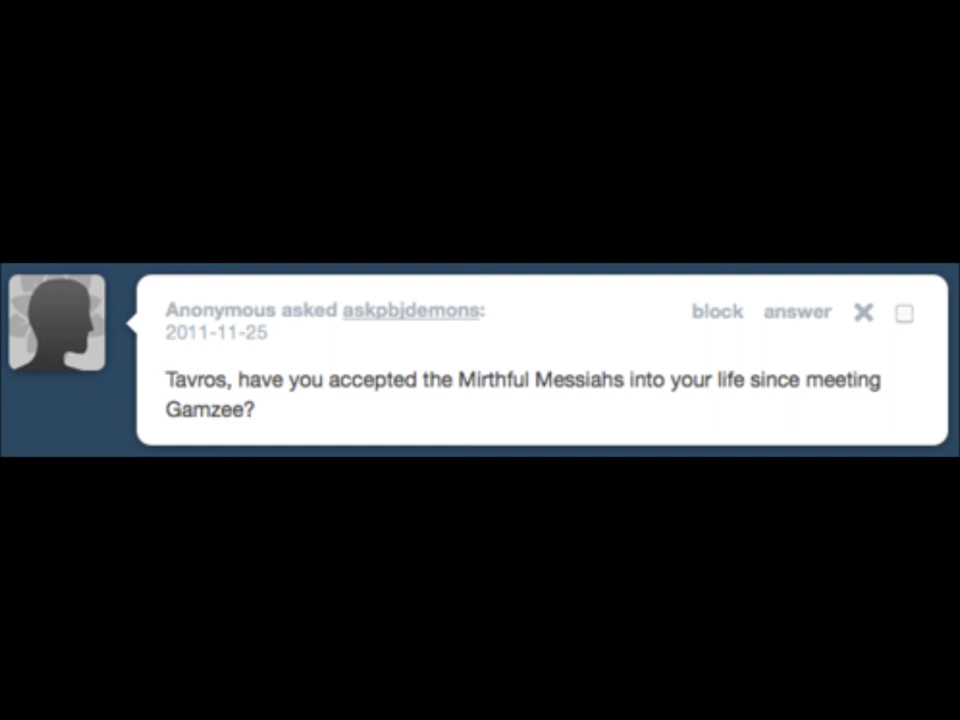 Anonymous asked askpbjdemons: block answer
2011-11-25
Tavros, have you accepted the Mirthful Messiahs into your life since meeting
Gamzee?